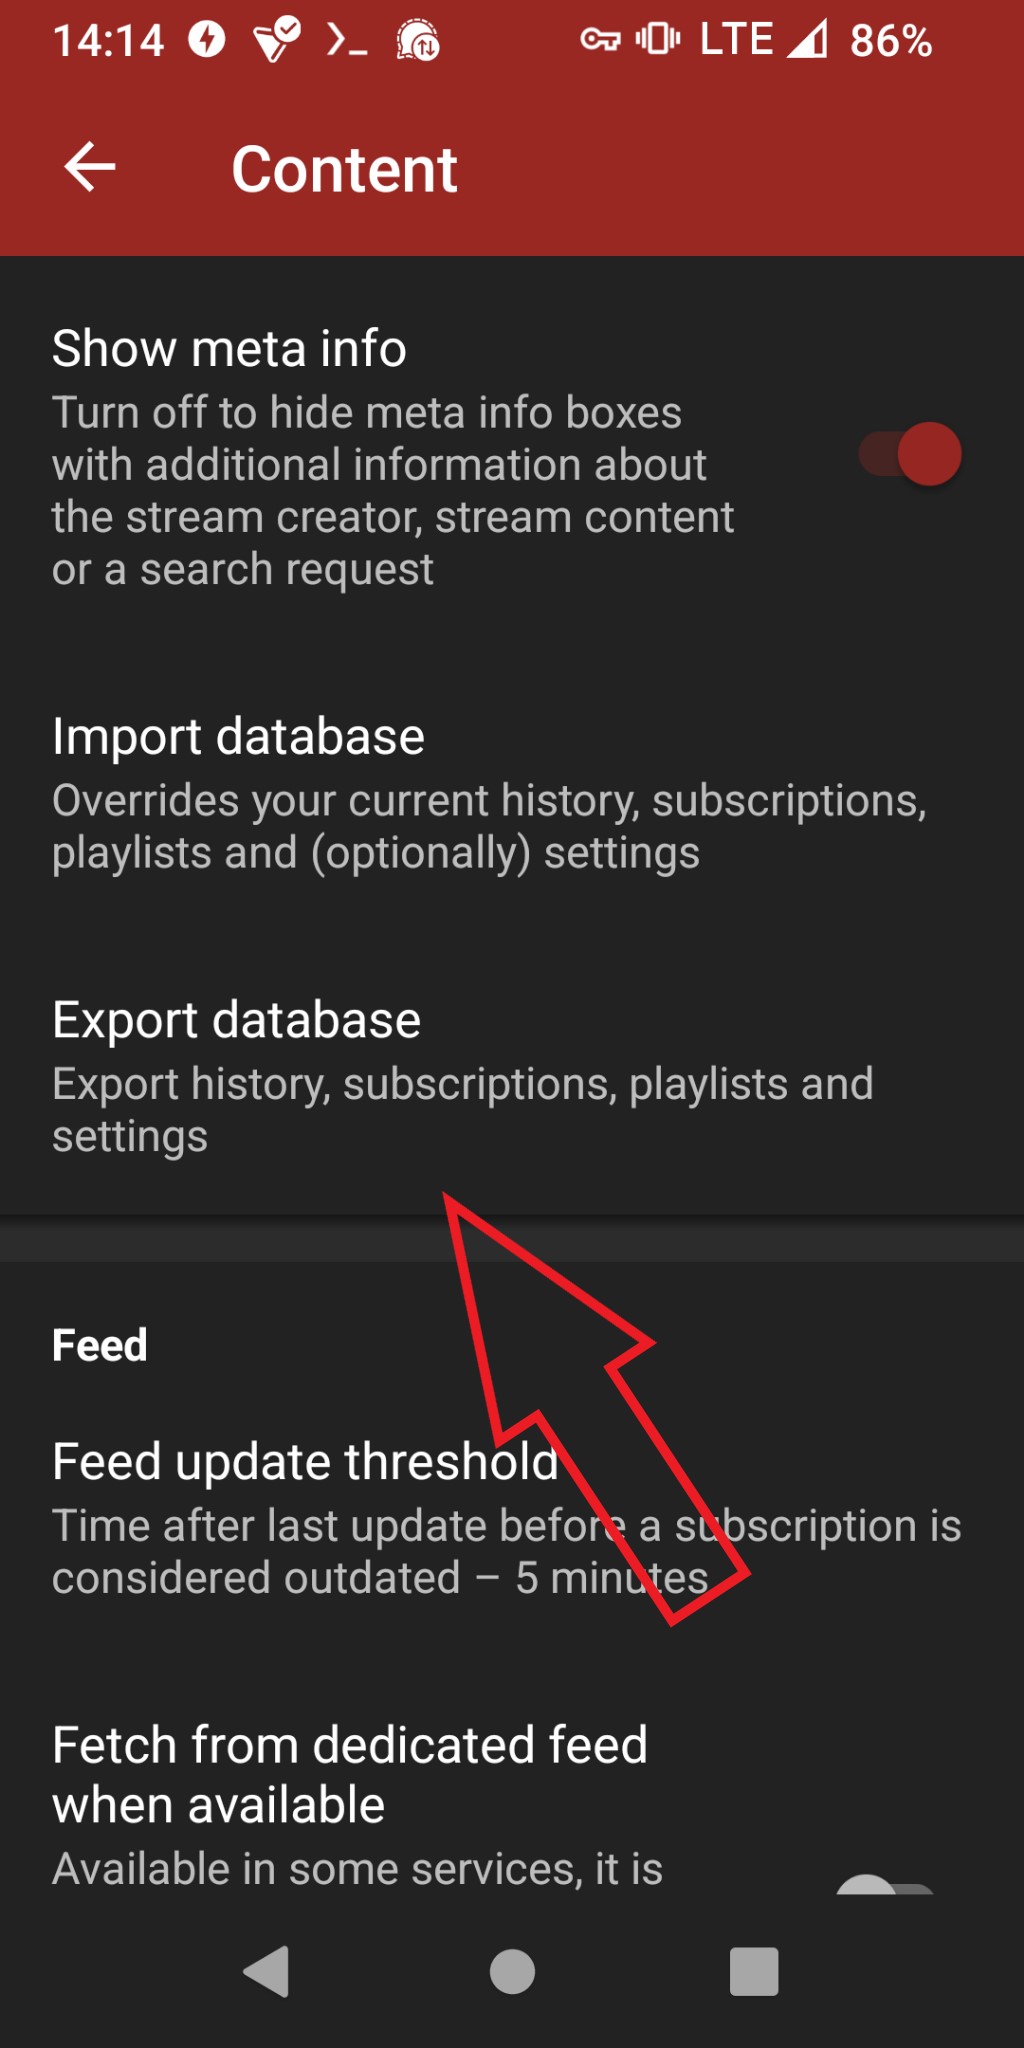 14:14 LTE 86%
Content
Show meta info
Turn off to hide meta info boxes
with additional information about
the stream creator, stream content
or a search request
Import database
Overrides your current history, subscriptions,
playlists and (optionally) settings
Export database
Export history, subscriptions, playlists and
settings
Feed
Feed update threshold
Time after last update before a subscription is
considered outdated – 5 minutes
Fetch from dedicated feed
when available
Available in some services, it is